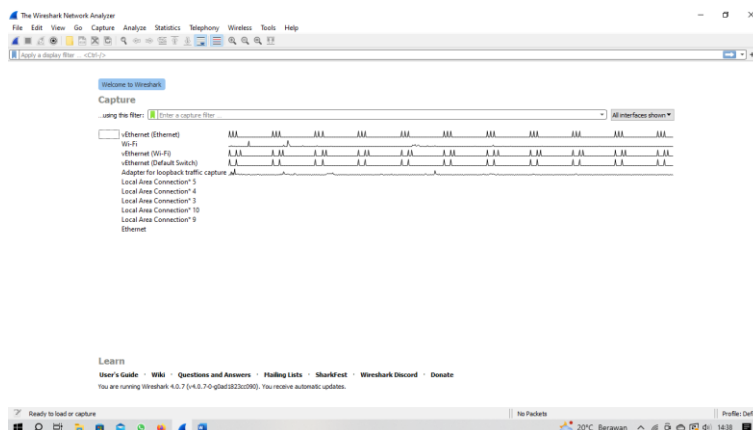 The Wireshark Network Analyzer
File Edit View Go Capture Analyze Statistics Telephony Wireless Tools Help
Apply a display filter ... <Ctrl-/>
Welcome to Wireshark
Capture
...using this filter: Enter a capture filter ... All interfaces shown
vEthernet (Ethernet)
Wi-Fi
vEthernet (Wi-Fi)
vEthernet (Default Switch)
Adapter for loopback traffic capture
Local Area Connection* 5
Local Area Connection* 4
Local Area Connection* 3
Local Area Connection* 10
Local Area Connection* 9
Ethernet
Learn
User's Guide · Wiki · Questions and Answers · Mailing Lists · SharkFest · Wireshark Discord · Donate
You are running Wireshark 4.0.7 (v4.0.7-0-g0ad1823cc090). You receive automatic updates.
Ready to load or capture No Packets Profile: Def
20°C Berawan 14:38